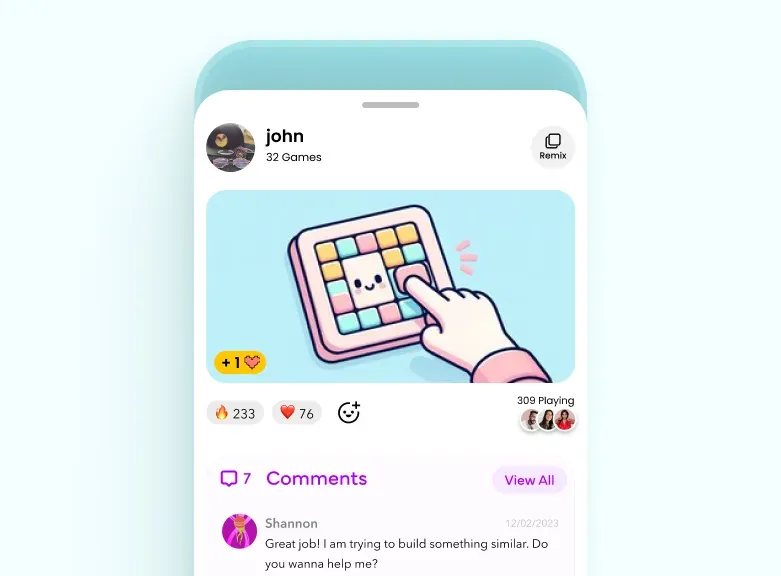 john
32 Games
Remix
+ 1
233
76
309 Playing
7
Comments
View All
Shannon
12/02/2023
Great job! I am trying to build something similar. Do
you wanna help me?